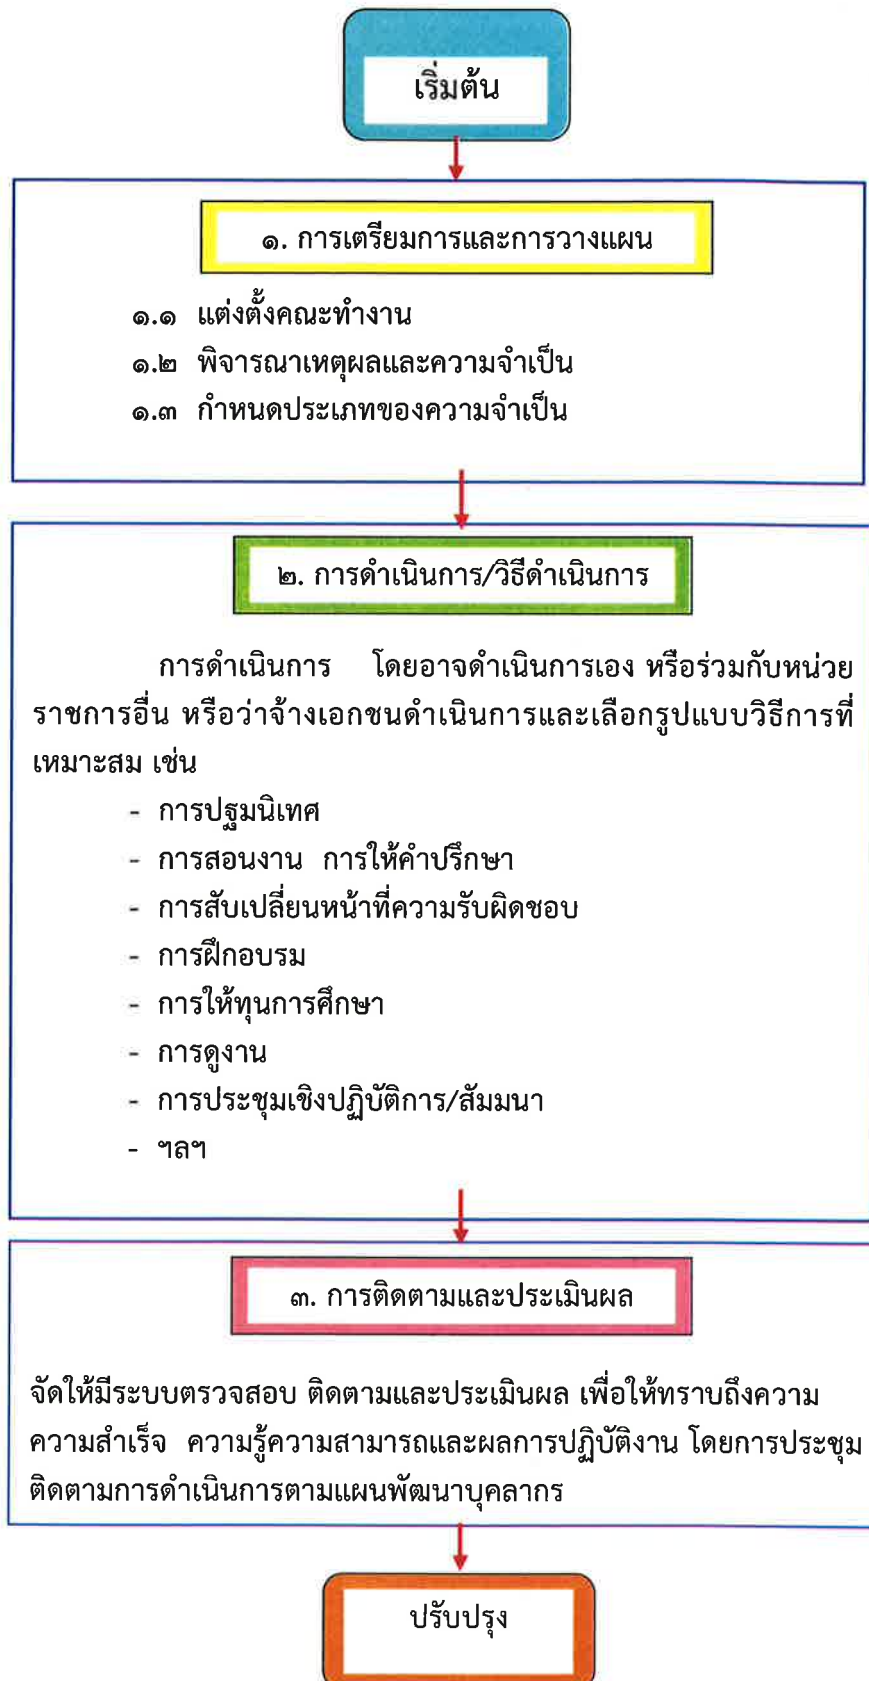 เริ่มต้น
๑. การเตรียมการและการวางแผน
๑.๑ แต่งตั้งคณะทำงาน
๑.๒ พิจารณาเหตุผลและความจำเป็น
๑.๓ กำหนดประเภทของความจำเป็น
๒. การดำเนินการ/วิธีดำเนินการ
การดำเนินการ โดยอาจดำเนินการเอง หรือร่วมกับหน่วย
ราชการอื่น หรือว่าจ้างเอกชนดำเนินการและเลือกรูปแบบวิธีการที่
เหมาะสม เช่น
- การปฐมนิเทศ
- การสอนงาน การให้คำปรึกษา
- การสับเปลี่ยนหน้าที่ความรับผิดชอบ
- การฝึกอบรม
- การให้ทุนการศึกษา
- การดูงาน
- การประชุมเชิงปฏิบัติการ/สัมมนา
- ฯลฯ
๓. การติดตามและประเมินผล
จัดให้มีระบบตรวจสอบ ติดตามและประเมินผล เพื่อให้ทราบถึงความ
ความสำเร็จ ความรู้ความสามารถและผลการปฏิบัติงาน โดยการประชุม
ติดตามการดำเนินการตามแผนพัฒนาบุคลากร
ปรับปรุง